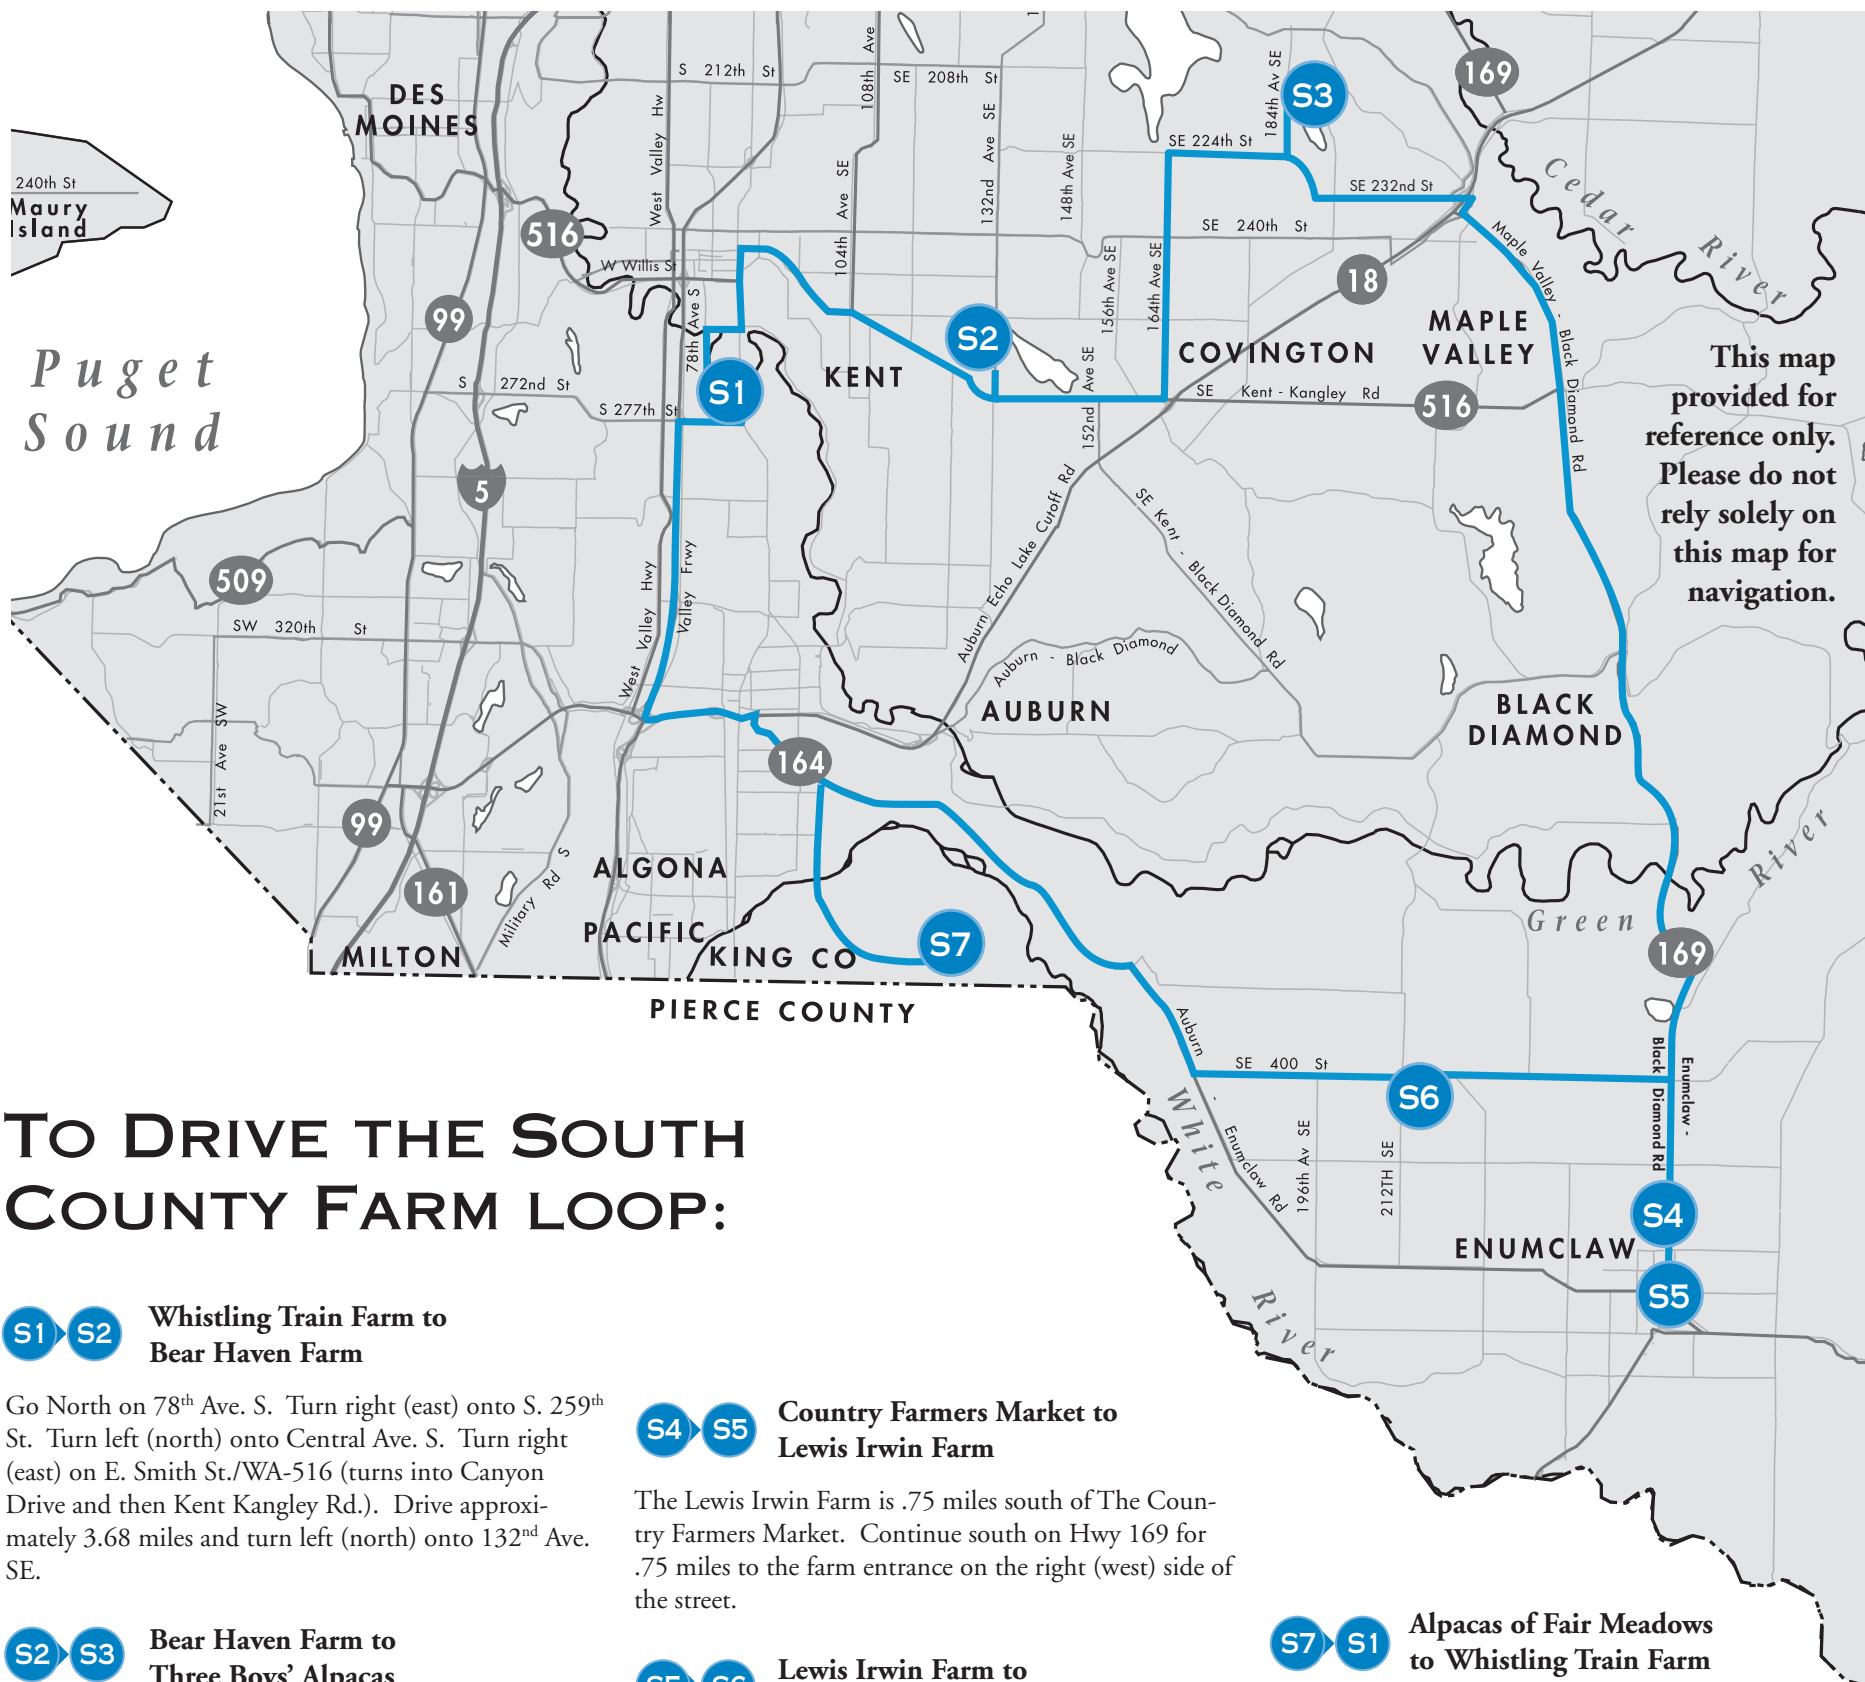 DES
MOINES
240th St
Maury
Island
Puget
Sound
S 212th St
SE 208th St
108th Ave
West Valley Hw
104th Ave SE
132nd Ave SE
148th Ave SE
184th Av SE
S3
169
SE 224th St
SE 232nd St
SE 240th St
Cedar River
516
W Willis St
99
78th Ave S
S1
S2
KENT
156th Ave SE
164th Ave SE
18
COVINGTON
MAPLE
VALLEY
Maple Valley - Black Diamond Rd
This map
provided for
reference only.
Please do not
rely solely on
this map for
navigation.
S 272nd St
S 277th St
152nd Ave SE
SE Kent - Kangley Rd
516
5
509
SW 320th St
21st Ave SW
West Valley Hwy
Valley Frwy
Auburn Echo Lake Cutoff Rd
SE Kent - Black Diamond Rd
Auburn - Black Diamond
AUBURN
BLACK
DIAMOND
164
99
161
Military Rd S
ALGONA
PACIFIC
MILTON
KING CO
PIERCE COUNTY
S7
Green River
169
Auburn - Enumclaw Rd
SE 400 St
S6
196th Av SE
212TH SE
Enumclaw -
Black Diamond Rd
White River
S4
ENUMCLAW
S5
TO DRIVE THE SOUTH
COUNTY FARM LOOP:
S1 S2
Whistling Train Farm to
Bear Haven Farm
Go North on 78th Ave. S. Turn right (east) onto S. 259th
St. Turn left (north) onto Central Ave. S. Turn right
(east) on E. Smith St./WA-516 (turns into Canyon
Drive and then Kent Kangley Rd.). Drive approxi-
mately 3.68 miles and turn left (north) onto 132nd Ave.
SE.
S2 S3
Bear Haven Farm to
Three Boys' Alpacas
S4 S5
Country Farmers Market to
Lewis Irwin Farm
The Lewis Irwin Farm is .75 miles south of The Coun-
try Farmers Market. Continue south on Hwy 169 for
.75 miles to the farm entrance on the right (west) side of
the street.
S5 S6
Lewis Irwin Farm to
S7 S1
Alpacas of Fair Meadows
to Whistling Train Farm